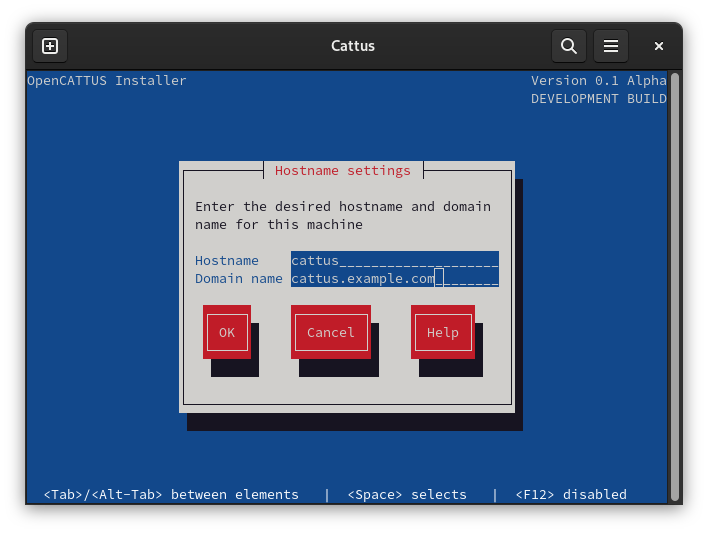 Cattus
OpenCATTUS Installer
Version 0.1 Alpha
DEVELOPMENT BUILD
Hostname settings
Enter the desired hostname and domain
name for this machine
Hostname cattus____________________
Domain name cattus.example.com________
OK Cancel Help
<Tab>/<Alt-Tab> between elements | <Space> selects | <F12> disabled